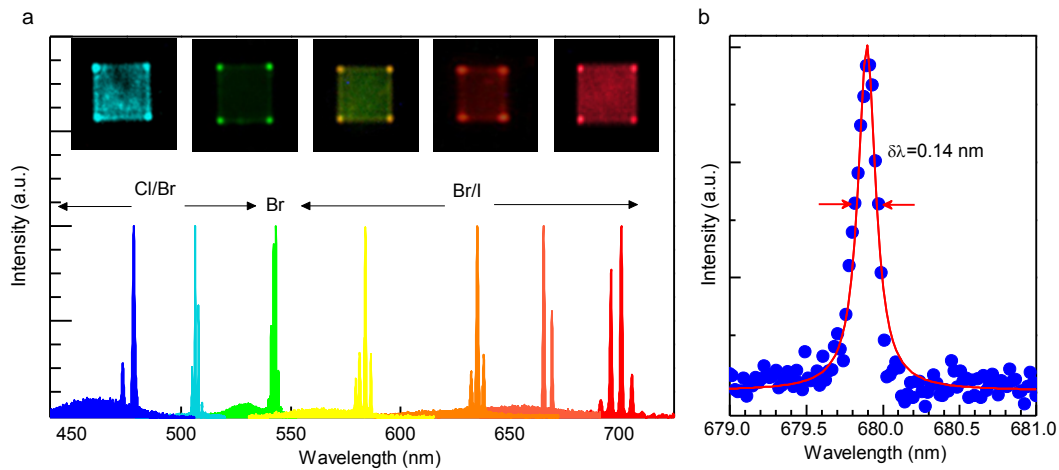 a
Cl/Br
Br
Br/I
Intensity (a.u.)
450
500
550
600
650
700
Wavelength (nm)
b
δλ=0.14 nm
Intensity (a.u.)
679.0
679.5
680.0
680.5
681.0
Wavelength (nm)